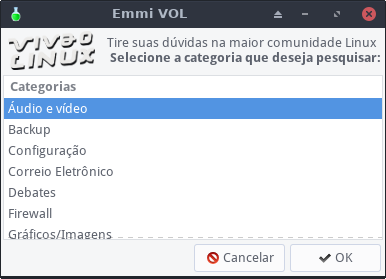 Emmi VOL
VIVAO
LINUX
Tire suas dúvidas na maior comunidade Linux
Selecione a categoria que deseja pesquisar:
Categorias
Áudio e vídeo
Backup
Configuração
Correio Eletrônico
Debates
Firewall
Gráficos/Imagens
Cancelar
OK